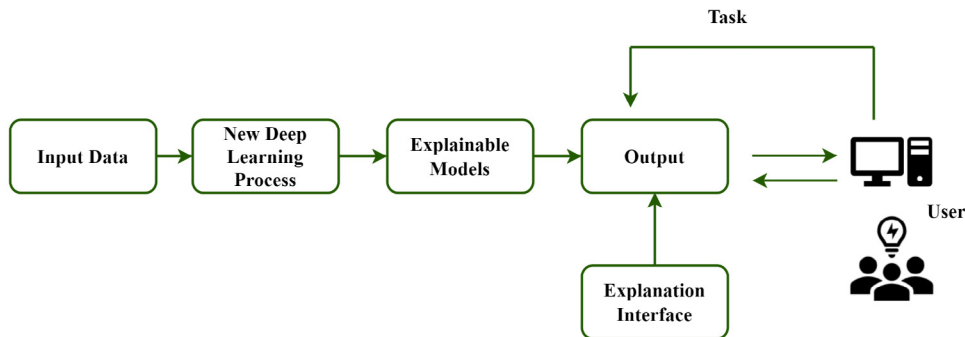 Task
Input Data
New Deep
Learning
Process
Explainable
Models
Output
User
Explanation
Interface